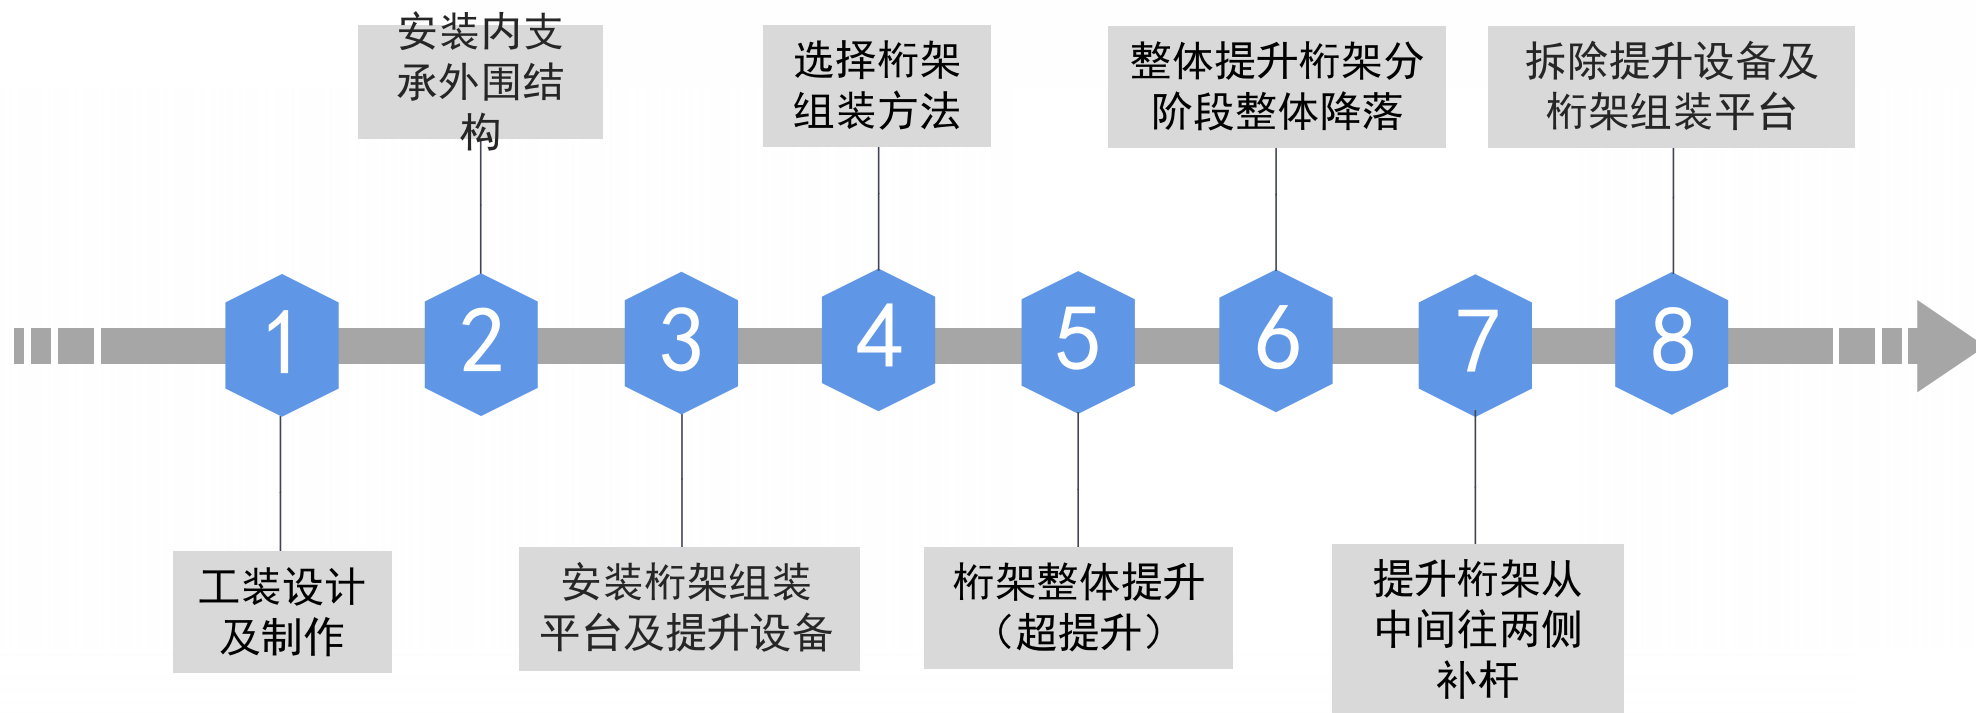 安装内支
承外围结
构
选择桁架
组装方法
整体提升桁架分
阶段整体降落
拆除提升设备及
桁架组装平台
1
2
3
4
5
6
7
8
工装设计
及制作
安装桁架组装
平台及提升设备
桁架整体提升
（超提升）
提升桁架从
中间往两侧
补杆